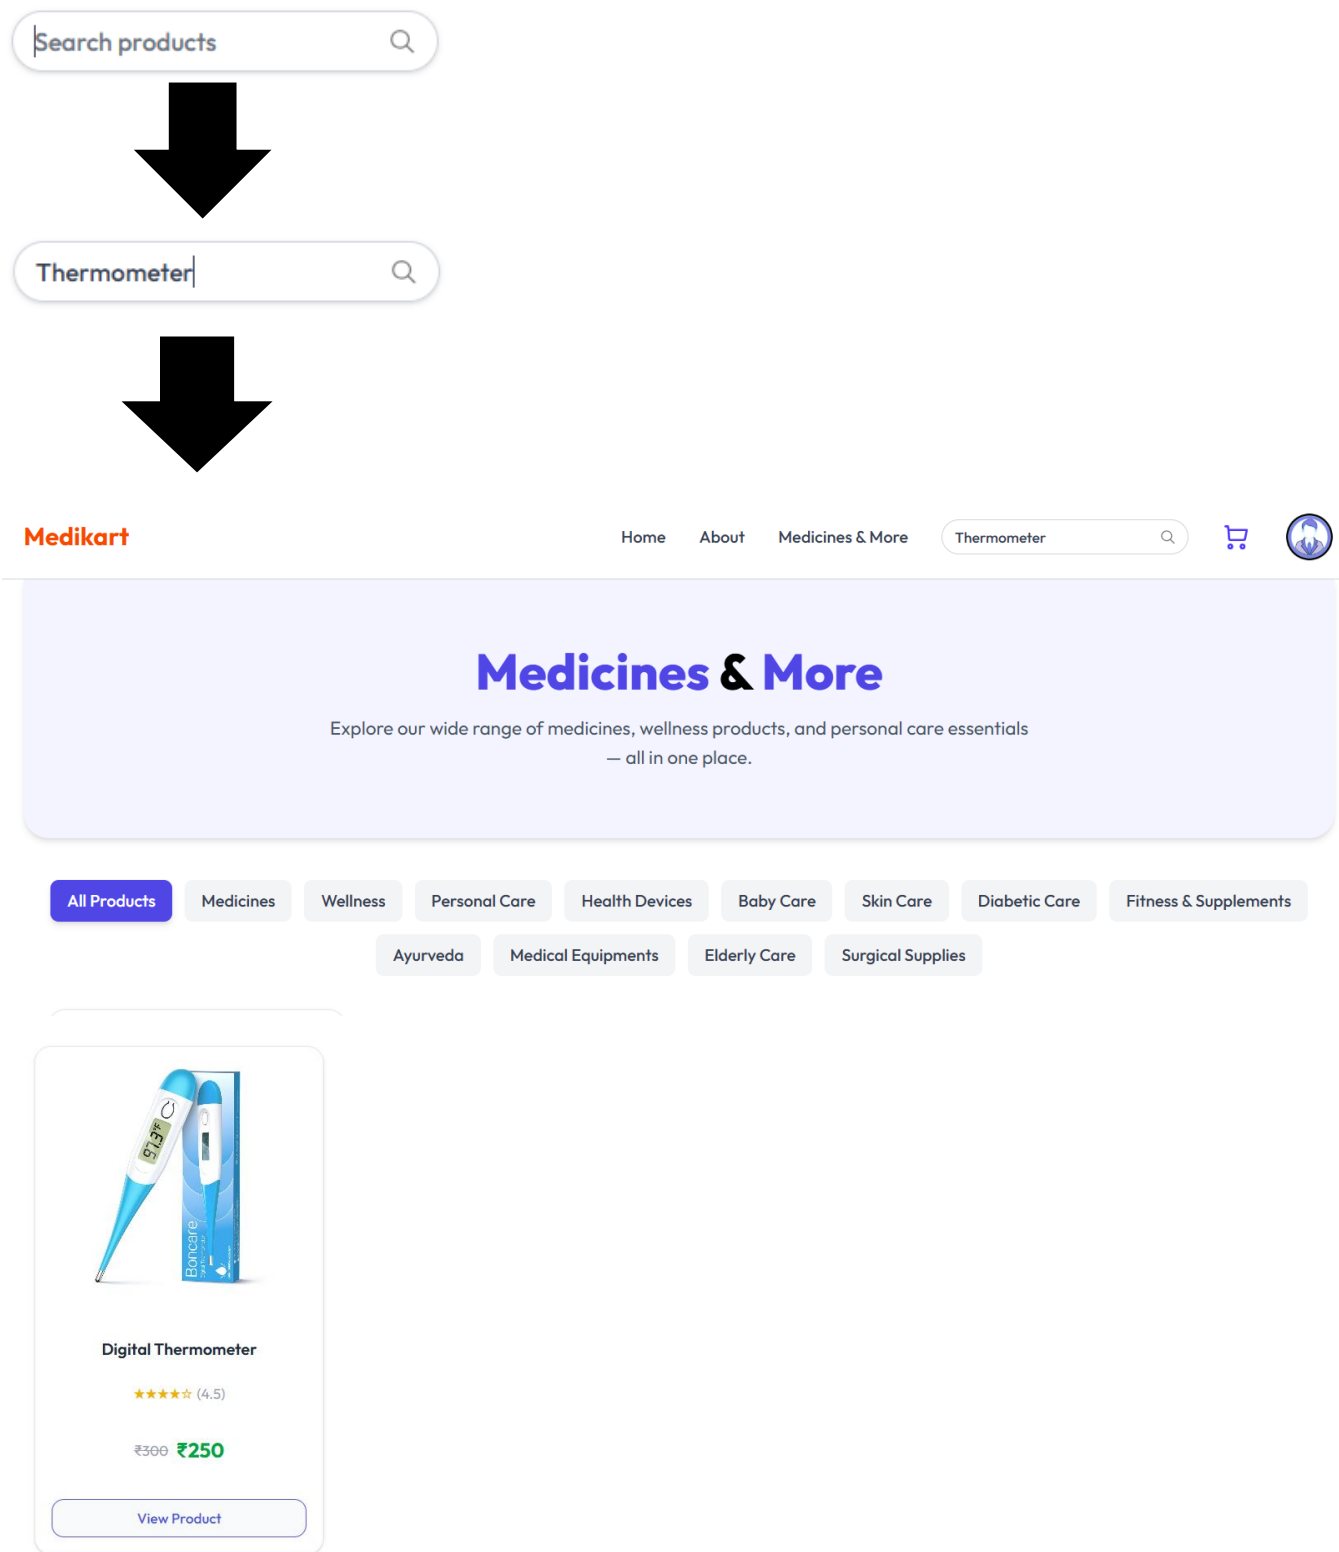 Search products
Thermometer
Medikart
Home About Medicines & More Thermometer
Medicines & More
Explore our wide range of medicines, wellness products, and personal care essentials
— all in one place.
All Products Medicines Wellness Personal Care Health Devices Baby Care Skin Care Diabetic Care Fitness & Supplements
Ayurveda Medical Equipments Elderly Care Surgical Supplies
97.3°F
Boncare
Digital Thermometer
★★★★☆ (4.5)
₹300 ₹250
View Product